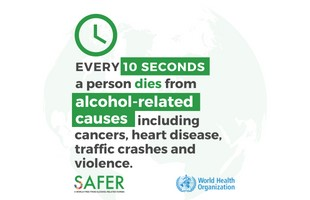 EVERY 10 SECONDS
a person dies from
alcohol-related
causes including
cancers, heart disease,
traffic crashes and
violence.
SAFER
World Health
Organization